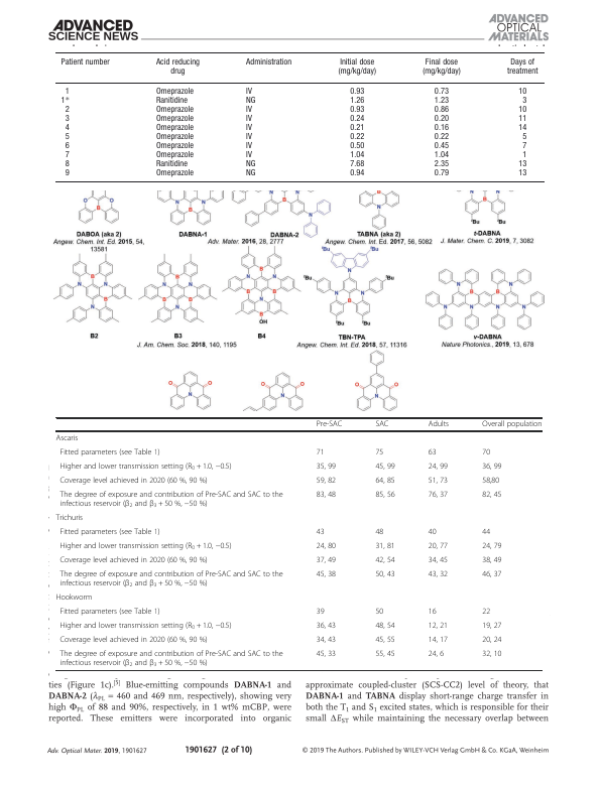 ADVANCED
SCIENCE NEWS
ADVANCED
OPTICAL
MATERIALS
Patient number Acid reducing drug Administration Initial dose (mg/kg/day) Final dose (mg/kg/day) Days of treatment
1 Omeprazole IV 0.93 0.73 10
1* Ranitidine NG 1.26 1.23 3
2 Omeprazole IV 0.93 0.86 10
3 Omeprazole IV 0.24 0.20 11
4 Omeprazole IV 0.21 0.16 14
5 Omeprazole IV 0.22 0.22 5
6 Omeprazole IV 0.50 0.45 7
7 Omeprazole IV 1.04 1.04 1
8 Ranitidine NG 7.68 2.35 13
9 Omeprazole NG 0.94 0.79 13
DABOA (aka 2)
Angew. Chem. Int. Ed. 2015, 54,
13581
DABNA-1
DABNA-2
Adv. Mater. 2016, 28, 2777
TABNA (aka 2)
Angew. Chem. Int. Ed. 2017, 56, 5082
t-DABNA
J. Mater. Chem. C. 2019, 7, 3082
B2
B3
B4
J. Am. Chem. Soc. 2018, 140, 1195
TBN-TPA
Angew. Chem. Int. Ed. 2018, 57, 11316
v-DABNA
Nature Photonics, 2019, 13, 678
Pre-SAC SAC Adults Overall population
Ascaris
Fitted parameters (see Table 1) 71 75 63 70
Higher and lower transmission setting (R0 + 1.0, −0.5) 35, 99 45, 99 24, 99 36, 99
Coverage level achieved in 2020 (60 %, 90 %) 59, 82 64, 85 51, 73 58,80
The degree of exposure and contribution of Pre-SAC and SAC to the 83, 48 85, 56 76, 37 82, 45
infectious reservoir (β2 and β3 + 50 %, −50 %)
Trichuris
Fitted parameters (see Table 1) 43 48 40 44
Higher and lower transmission setting (R0 + 1.0, −0.5) 24, 80 31, 81 20, 77 24, 79
Coverage level achieved in 2020 (60 %, 90 %) 37, 49 42, 54 34, 45 38, 49
The degree of exposure and contribution of Pre-SAC and SAC to the 45, 38 50, 43 43, 32 46, 37
infectious reservoir (β2 and β3 + 50 %, −50 %)
Hookworm
Fitted parameters (see Table 1) 39 50 16 22
Higher and lower transmission setting (R0 + 1.0, −0.5) 36, 43 48, 54 12, 21 19, 27
Coverage level achieved in 2020 (60 %, 90 %) 34, 43 45, 55 14, 17 20, 24
The degree of exposure and contribution of Pre-SAC and SAC to the 45, 33 55, 45 24, 6 32, 10
infectious reservoir (β2 and β3 + 50 %, −50 %)
ties (Figure 1c).[5] Blue-emitting compounds DABNA-1 and
DABNA-2 (λPL = 460 and 469 nm, respectively), showing very
high ΦPL of 88 and 90%, respectively, in 1 wt% mCBP, were
reported. These emitters were incorporated into organic
approximate coupled-cluster (SCS-CC2) level of theory, that
DABNA-1 and TABNA display short-range charge transfer in
both the T1 and S1 excited states, which is responsible for their
small ΔEST while maintaining the necessary overlap between
Adv. Optical Mater. 2019, 1901627
1901627 (2 of 10)
© 2019 The Authors. Published by WILEY-VCH Verlag GmbH & Co. KGaA, Weinheim